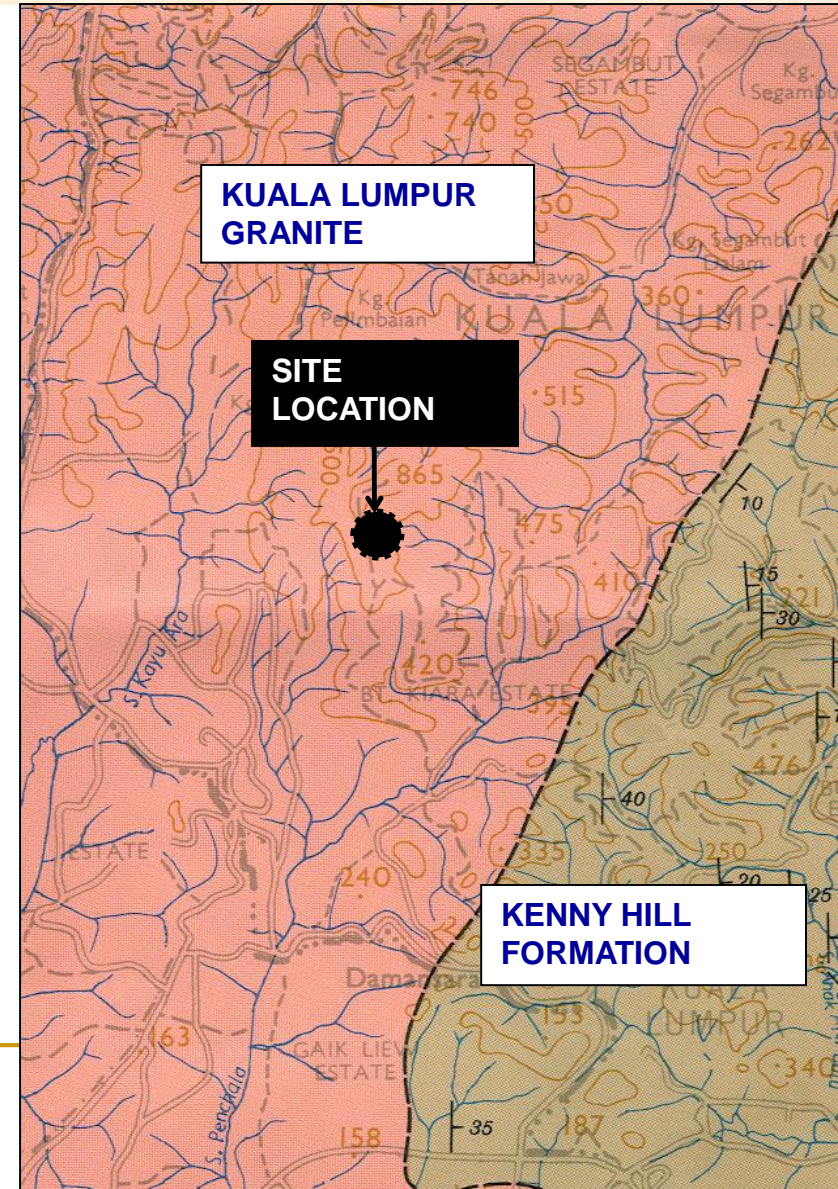 SEGAMBUT
ESTATE
Kg.
Segambut
746
740
500
262
KUALA LUMPUR
GRANITE
Kg. Segambut
Dalam
Tanah Jawa
360
Kg.
KUALA LUMPUR
SITE
LOCATION
515
500
865
475
10
410
15
221
30
S. Kayu Ara
420
BT. KIARA ESTATE
395
476
40
ESTATE
335
250
240
20
25
KENNY HILL
FORMATION
Damansara
KUALA
LUMPUR
153
163
GAIK LIEW
ESTATE
340
S. Penchala
158
35
187